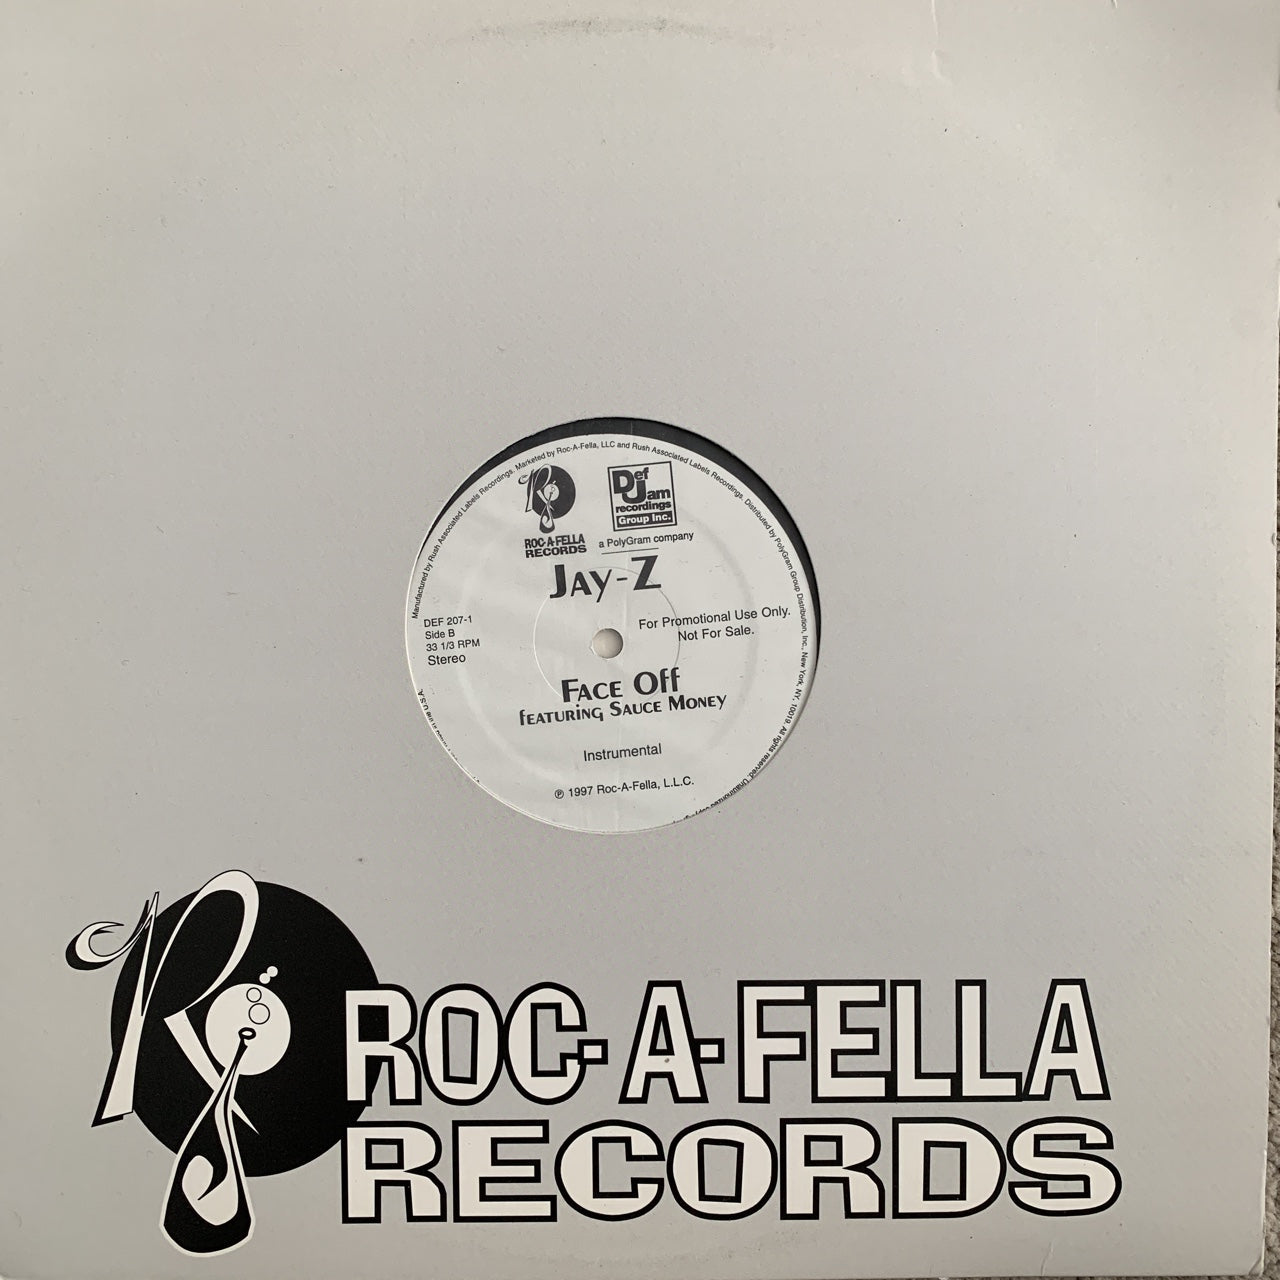 Manufactured by Rush Associated Labels Recordings. Marketed by Roc-A-Fella, LLC and Rush Associated Labels Recordings. Distributed by PolyGram Group Distribution, Inc., New York, NY, 10019. All rights reserved. Unauthorized
Def
Jam
recordings
Group Inc.
ROC-A-FELLA
RECORDS
a PolyGram company
JAY-Z
DEF 207-1
Side B
33 1/3 RPM
Stereo
For Promotional Use Only.
Not For Sale.
FACE OFF
FEATURING SAUCE MONEY
Instrumental
℗ 1997 Roc-A-Fella, L.L.C.
U.S.A.
ROC-A-FELLA
RECORDS